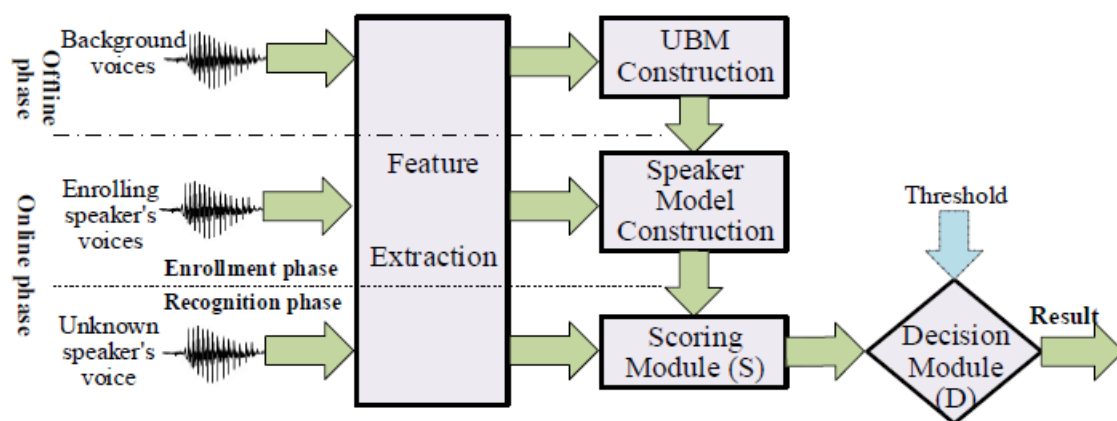 Offline
phase
Background
voices
UBM
Construction
Feature
Extraction
Online phase
Enrolling
speaker's
voices
Speaker
Model
Construction
Threshold
Enrollment phase
Recognition phase
Unknown
speaker's
voice
Scoring
Module (S)
Decision
Module
(D)
Result